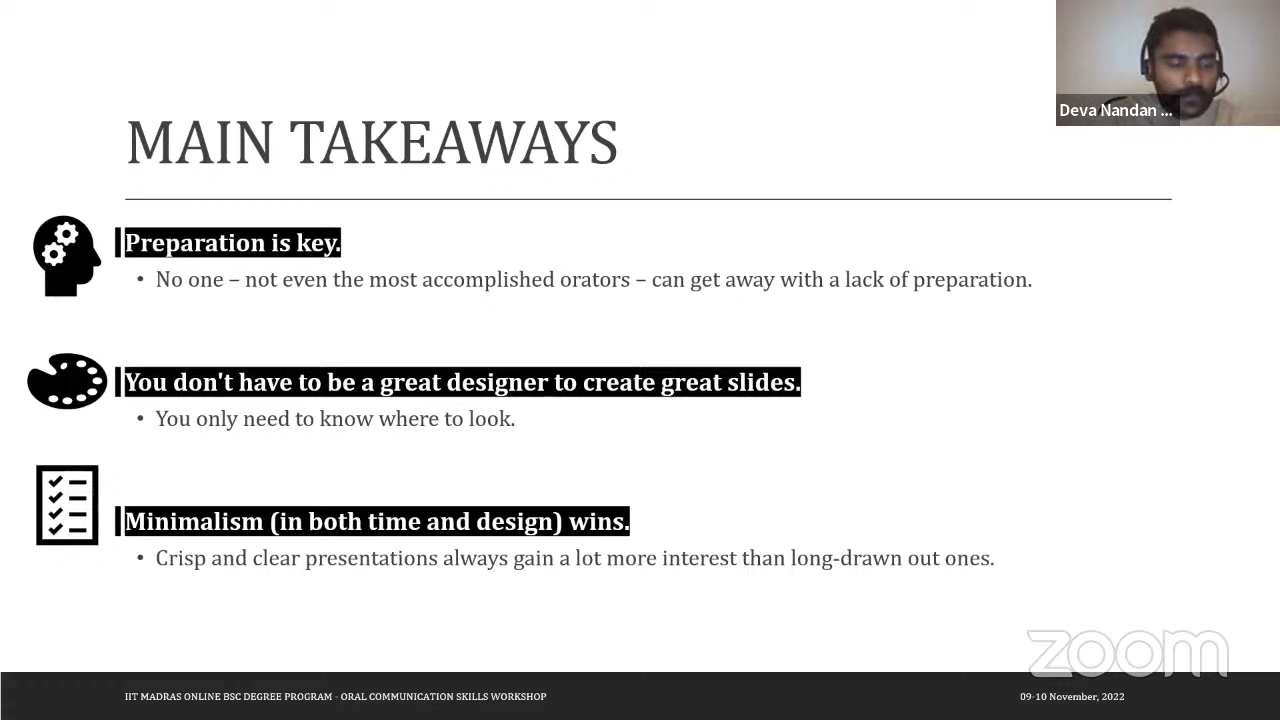 Deva Nandan ...
MAIN TAKEAWAYS
Preparation is key.
• No one – not even the most accomplished orators – can get away with a lack of preparation.
You don't have to be a great designer to create great slides.
• You only need to know where to look.
Minimalism (in both time and design) wins.
• Crisp and clear presentations always gain a lot more interest than long-drawn out ones.
zoom
IIT MADRAS ONLINE BSC DEGREE PROGRAM - ORAL COMMUNICATION SKILLS WORKSHOP
09-10 November, 2022